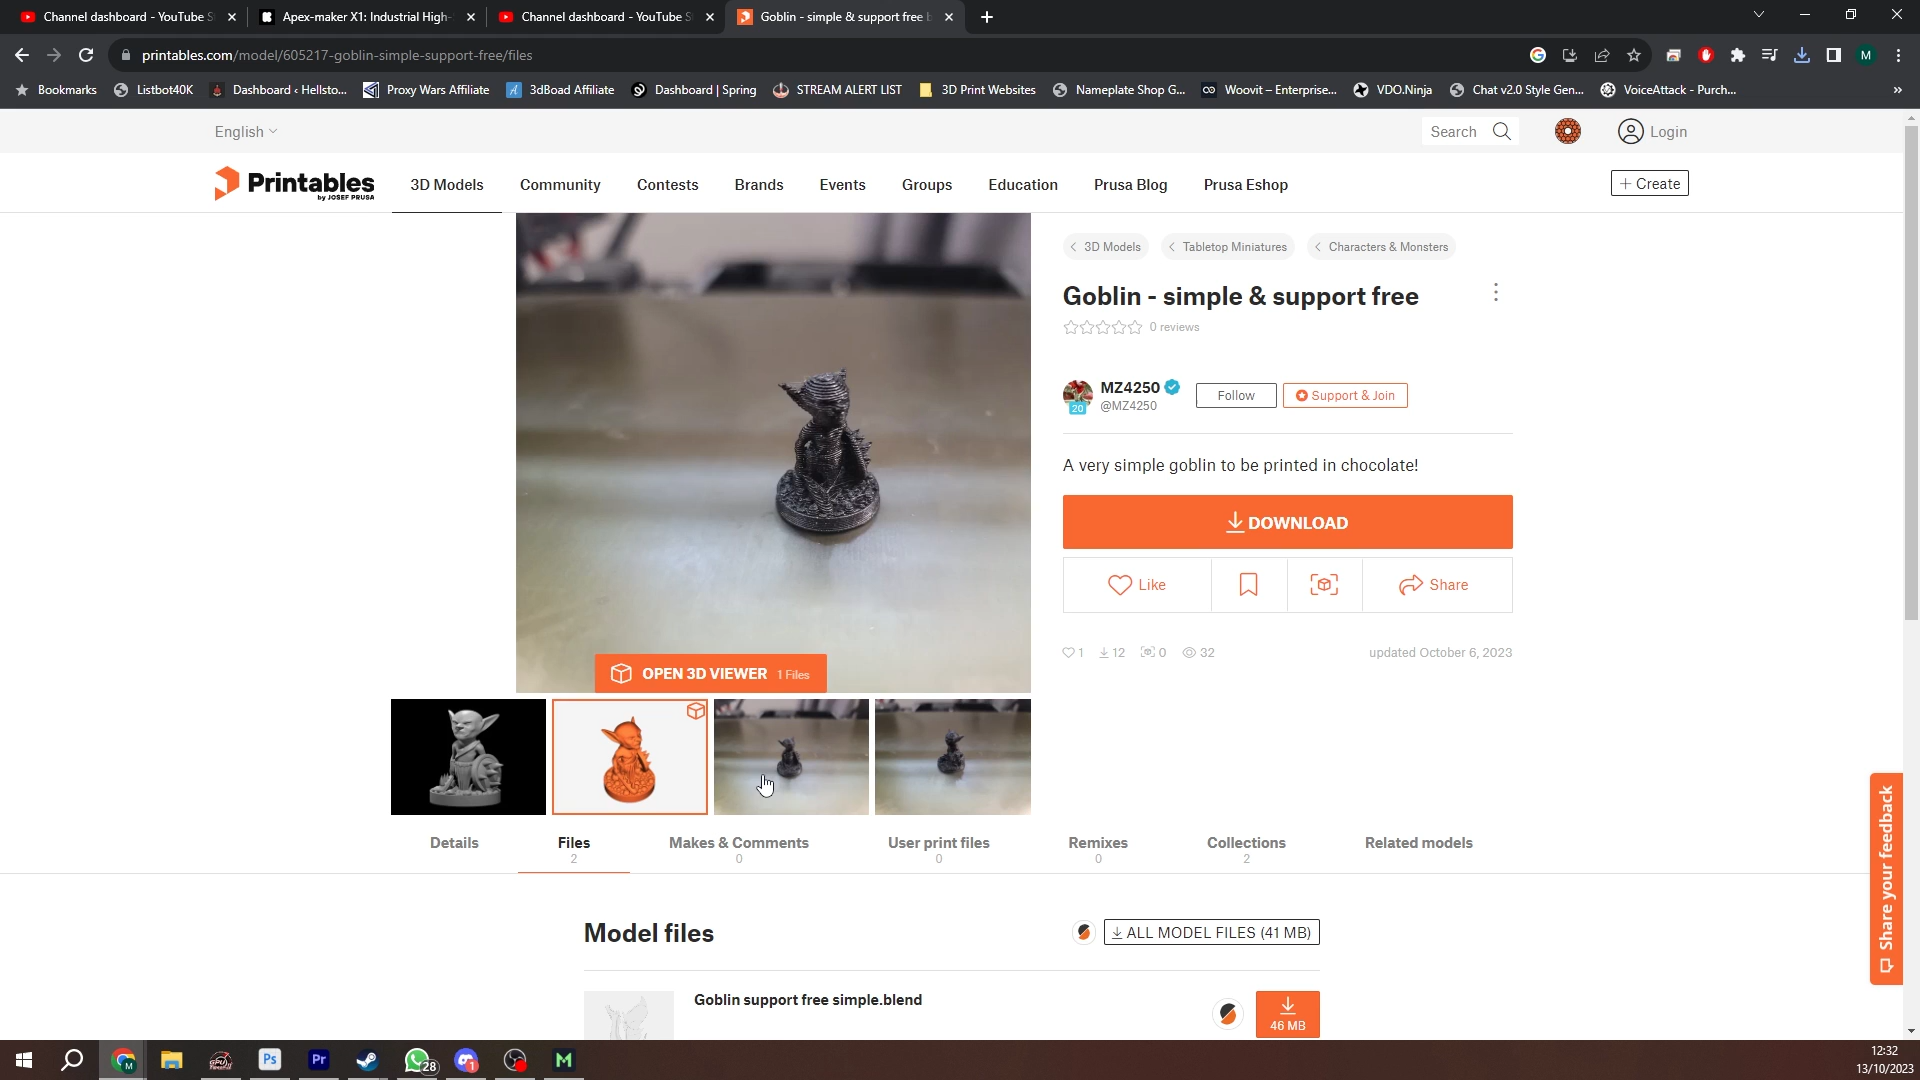 Channel dashboard - YouTube S
Apex-maker X1: Industrial High-
Channel dashboard - YouTube S
Goblin - simple & support free b
printables.com/model/605217-goblin-simple-support-free/files
M
Bookmarks
Listbot40K
Dashboard ‹ Hellsto...
Proxy Wars Affiliate
3dBoad Affiliate
Dashboard | Spring
STREAM ALERT LIST
3D Print Websites
Nameplate Shop G...
Woovit – Enterprise...
VDO.Ninja
Chat v2.0 Style Gen...
VoiceAttack - Purch...
»
English
Search
Login
Printables
by JOSEF PRUSA
3D Models
Community
Contests
Brands
Events
Groups
Education
Prusa Blog
Prusa Eshop
+ Create
3D Models
Tabletop Miniatures
Characters & Monsters
Goblin - simple & support free
0 reviews
MZ4250
@MZ4250
20
Follow
Support & Join
A very simple goblin to be printed in chocolate!
DOWNLOAD
Like
Share
1
12
0
32
updated October 6, 2023
OPEN 3D VIEWER 1 Files
Details
Files
2
Makes & Comments
0
User print files
0
Remixes
0
Collections
2
Related models
Share your feedback
Model files
ALL MODEL FILES (41 MB)
Goblin support free simple.blend
46 MB
M
Ps
Pr
28
1
M
12:32
13/10/2023